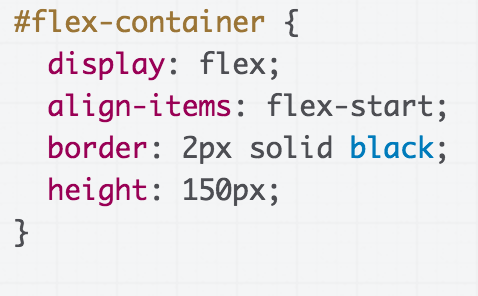 #flex-container {
  display: flex;
  align-items: flex-start;
  border: 2px solid black;
  height: 150px;
}